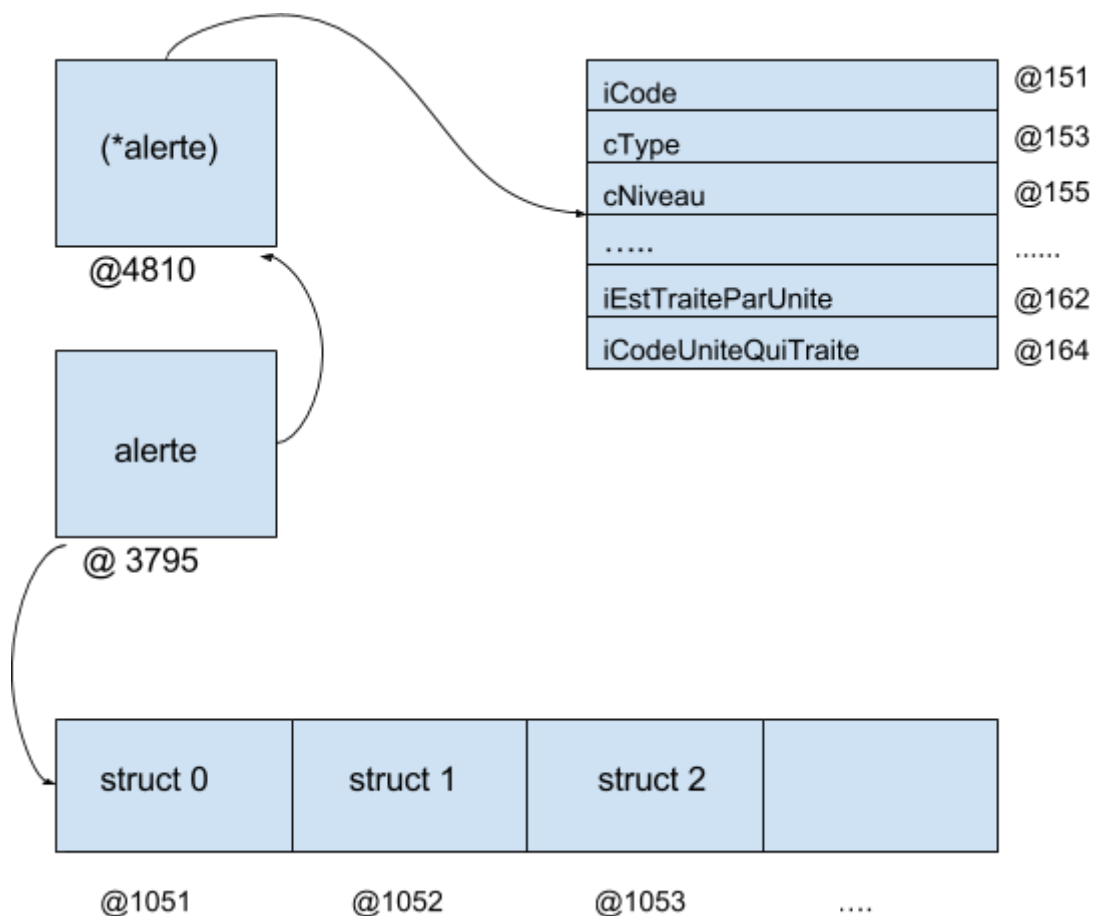 (*alerte)
@4810
iCode
@151
cType
@153
cNiveau
@155
.....
......
iEstTraiteParUnite
@162
iCodeUniteQuiTraite
@164
alerte
@ 3795
struct 0
struct 1
struct 2
@1051
@1052
@1053
....